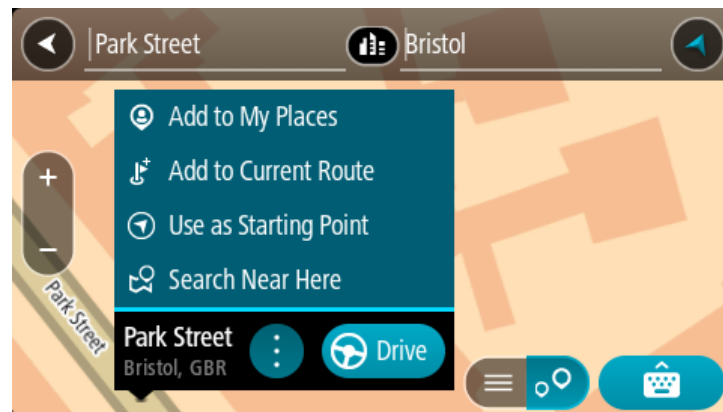 Park Street Bristol
Add to My Places
Add to Current Route
Use as Starting Point
Search Near Here
Park Street
Park Street
Bristol, GBR
Drive